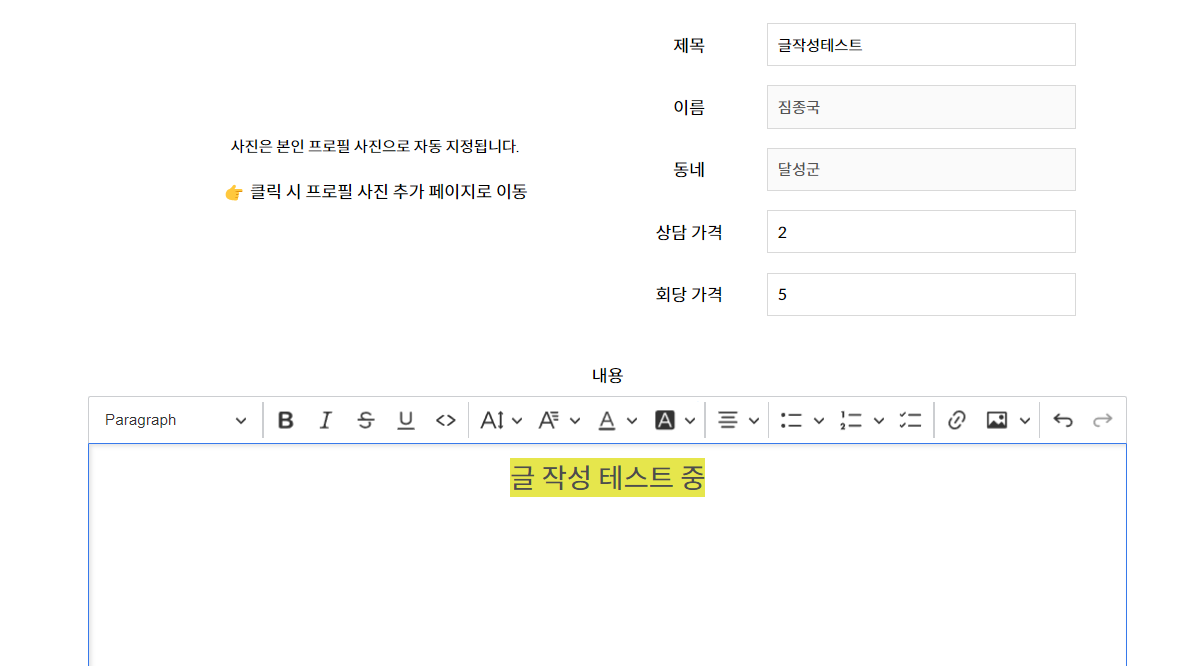 제목
글작성테스트
이름
짐종국
사진은 본인 프로필 사진으로 자동 지정됩니다.
동네
달성군
👉 클릭 시 프로필 사진 추가 페이지로 이동
상담 가격
2
회당 가격
5
내용
Paragraph
글 작성 테스트 중